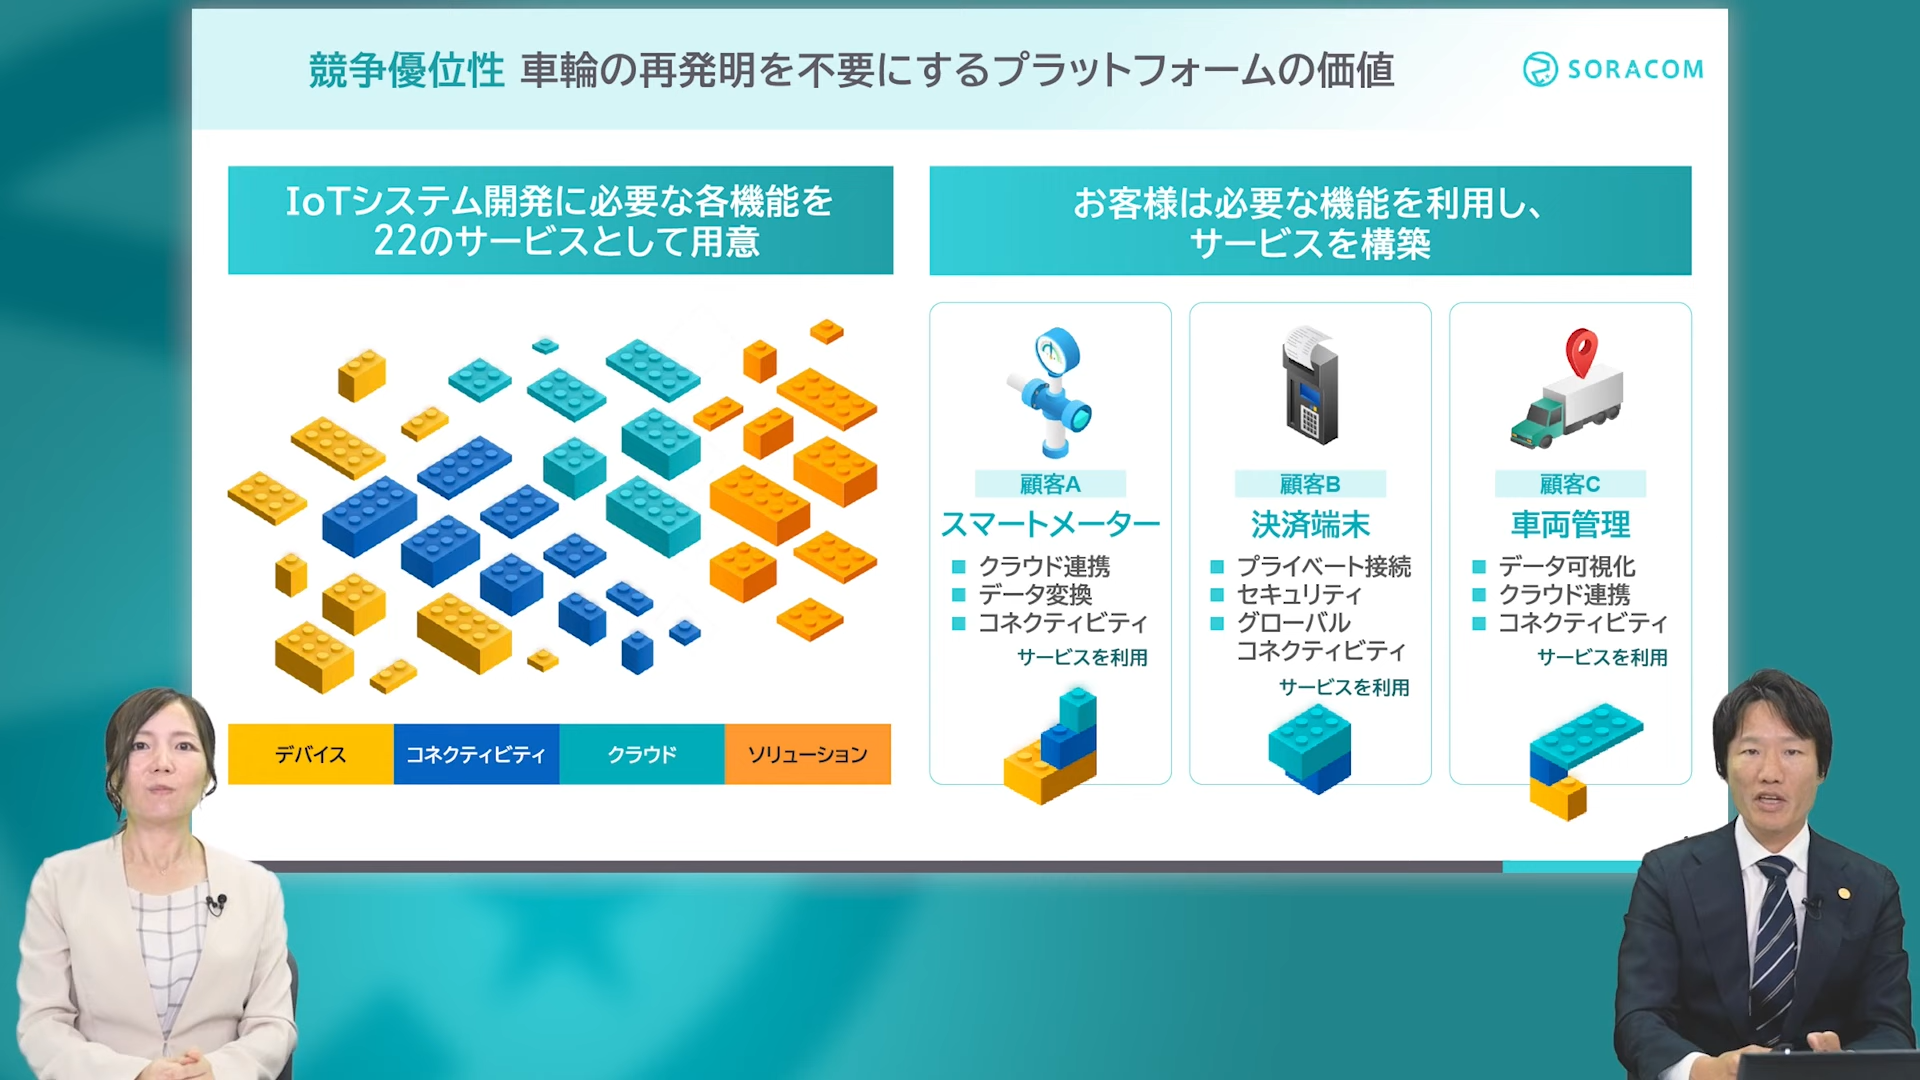 競争優位性 車輪の再発明を不要にするプラットフォームの価値
SORACOM
IoTシステム開発に必要な各機能を
22のサービスとして用意
デバイス
コネクティビティ
クラウド
ソリューション
お客様は必要な機能を利用し、
サービスを構築
顧客A
スマートメーター
クラウド連携
データ変換
コネクティビティ
サービスを利用
顧客B
決済端末
プライベート接続
セキュリティ
グローバル
コネクティビティ
サービスを利用
顧客C
車両管理
データ可視化
クラウド連携
コネクティビティ
サービスを利用